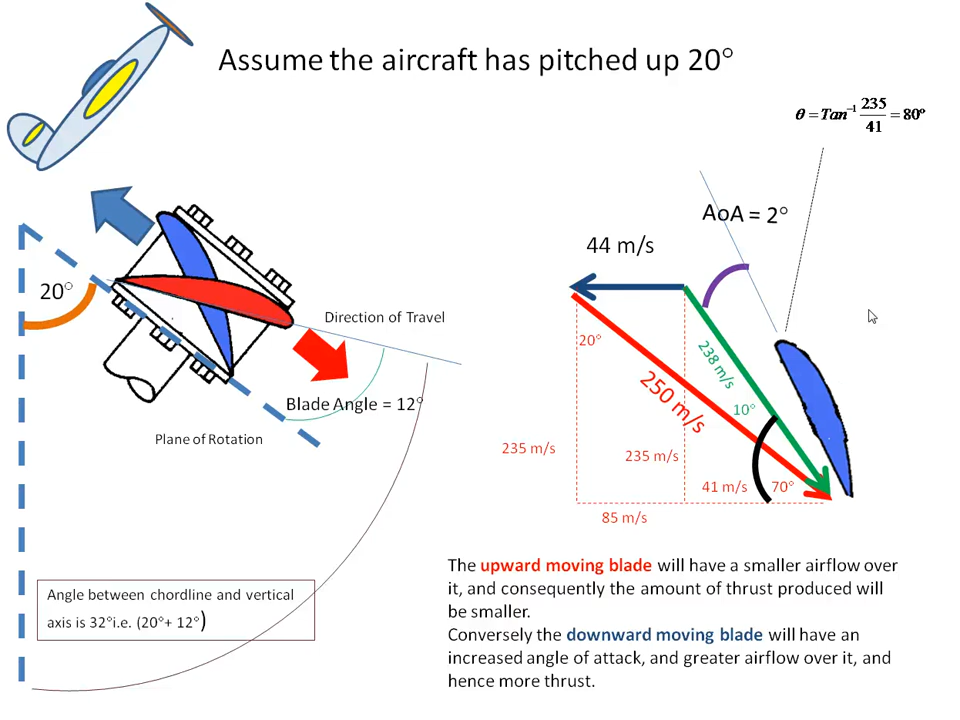 Assume the aircraft has pitched up 20°
θ = Tan⁻¹ 235/41 = 80°
AoA = 2°
44 m/s
20°
Direction of Travel
20°
238 m/s
250 m/s
10°
Blade Angle = 12°
Plane of Rotation
235 m/s
235 m/s
41 m/s
70°
85 m/s
Angle between chordline and vertical
axis is 32°i.e. (20°+ 12°)
The upward moving blade will have a smaller airflow over
it, and consequently the amount of thrust produced will
be smaller.
Conversely the downward moving blade will have an
increased angle of attack, and greater airflow over it, and
hence more thrust.